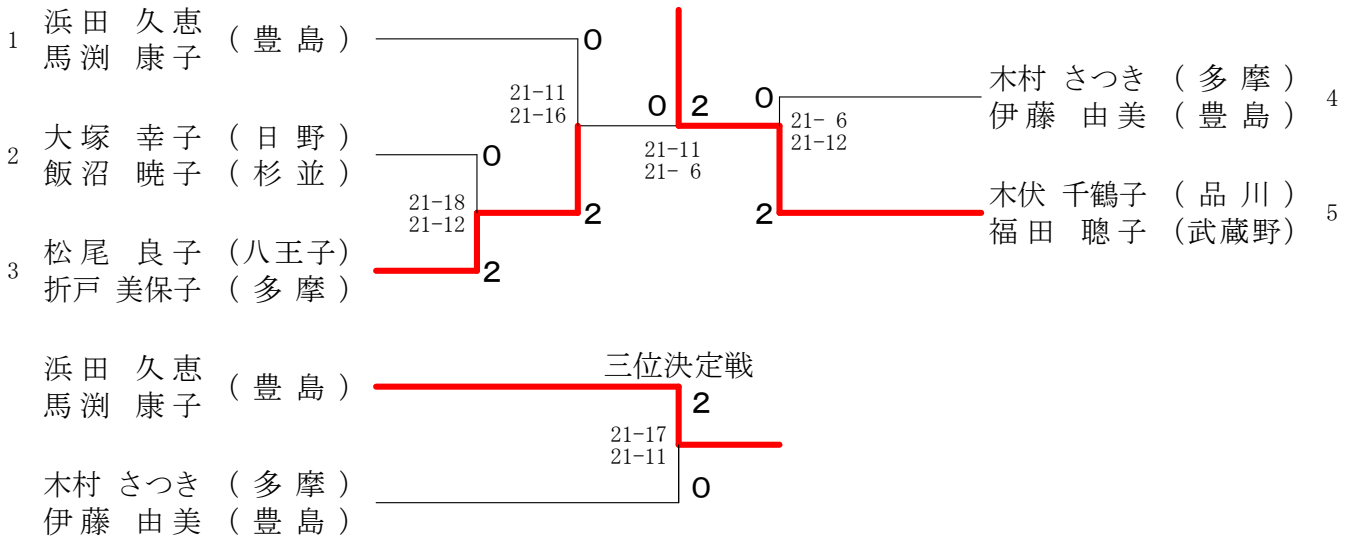 1 浜田 久恵 (豊島)
馬渕 康子
0
21-11
21-16
2 大塚 幸子 (日野)
飯沼 暁子 (杉並)
0
21-18
21-12
2
3 松尾 良子 (八王子)
折戸 美保子 (多摩)
2
0 2
21-11
21- 6
0
21- 6
21-12
2
木村 さつき (多摩) 4
伊藤 由美 (豊島)
木伏 千鶴子 (品川) 5
福田 聰子 (武蔵野)
三位決定戦
浜田 久恵 (豊島)
馬渕 康子
2
21-17
21-11
0
木村 さつき (多摩)
伊藤 由美 (豊島)